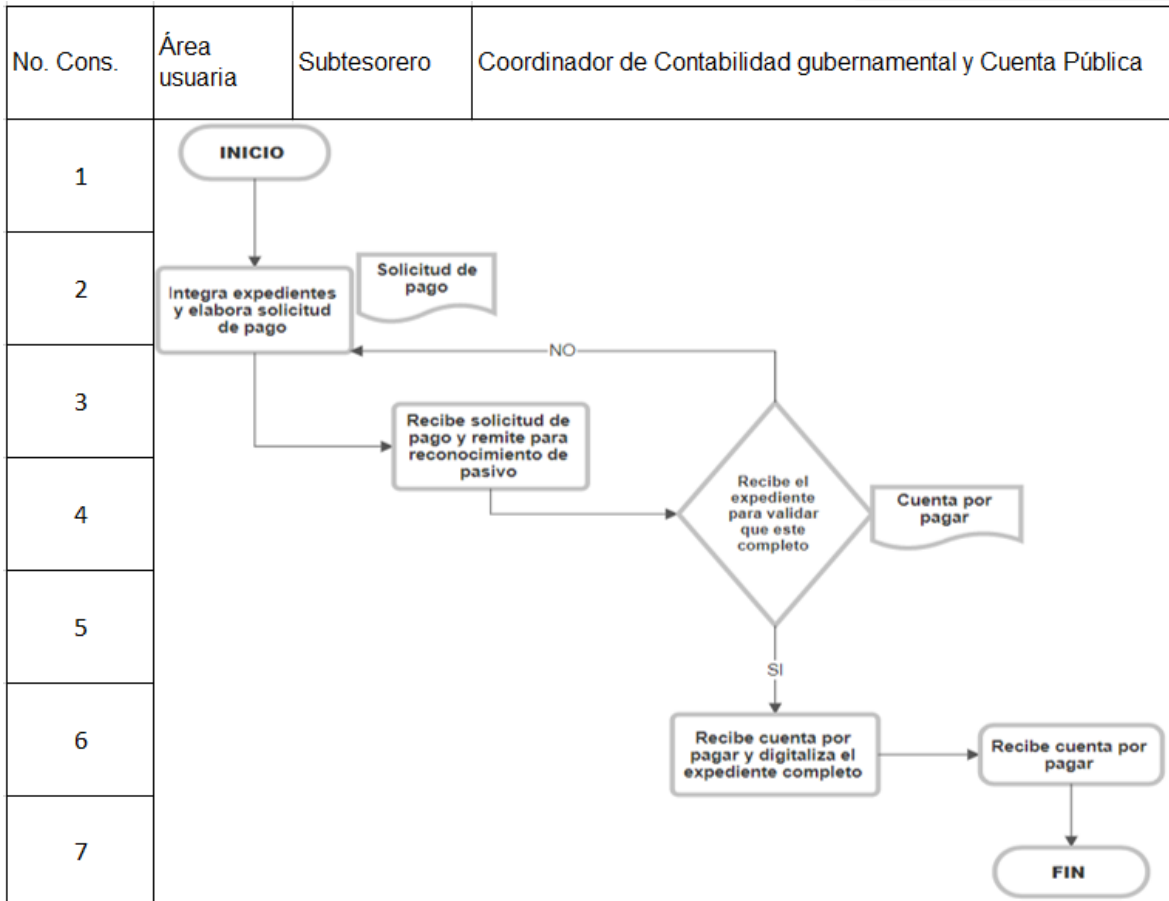 No. Cons.
Área
usuaria
Subtesorero
Coordinador de Contabilidad gubernamental y Cuenta Pública
1
INICIO
2
Integra expedientes
y elabora solicitud
de pago
Solicitud de
pago
NO
3
Recibe solicitud de
pago y remite para
reconocimiento de
pasivo
4
Recibe el
expediente
para validar
que este
completo
Cuenta por
pagar
5
SI
6
Recibe cuenta por
pagar y digitaliza el
expediente completo
Recibe cuenta por
pagar
7
FIN